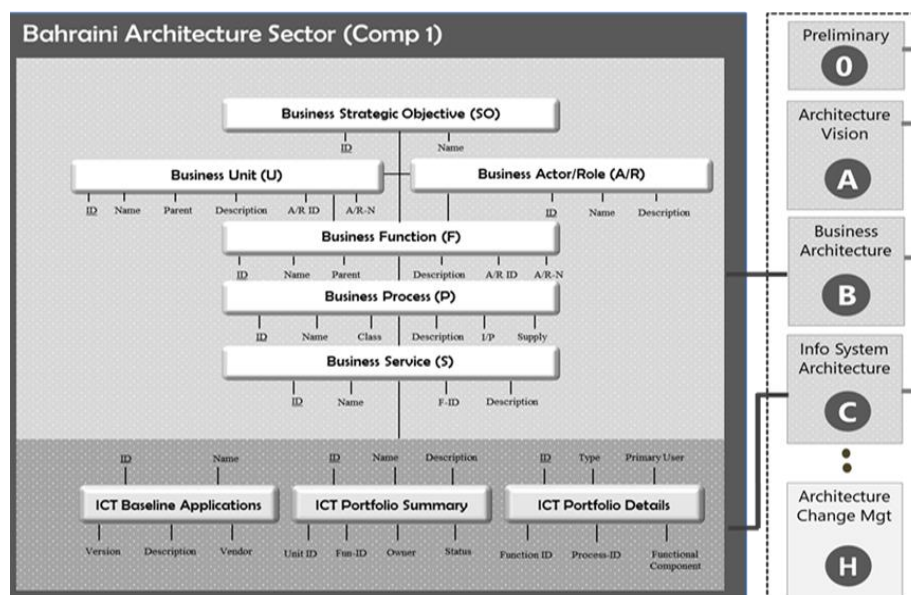 Bahraini Architecture Sector (Comp 1)
Business Strategic Objective (SO)
ID Name
Business Unit (U)
Business Actor/Role (A/R)
ID Name Parent Description A/R ID A/R-N
ID Name Description
Business Function (F)
ID Name Parent Description A/R ID A/R-N
Business Process (P)
ID Name Class Description I/P Supply
Business Service (S)
ID Name F-ID Description
ID Name
ICT Baseline Applications
Version Description Vendor
ID Name Description
ICT Portfolio Summary
Unit ID Fun-ID Owner Status
ID Type Primary User
ICT Portfolio Details
Function ID Process-ID Functional
Component
Preliminary
0
Architecture
Vision
A
Business
Architecture
B
Info System
Architecture
C
Architecture
Change Mgt
H